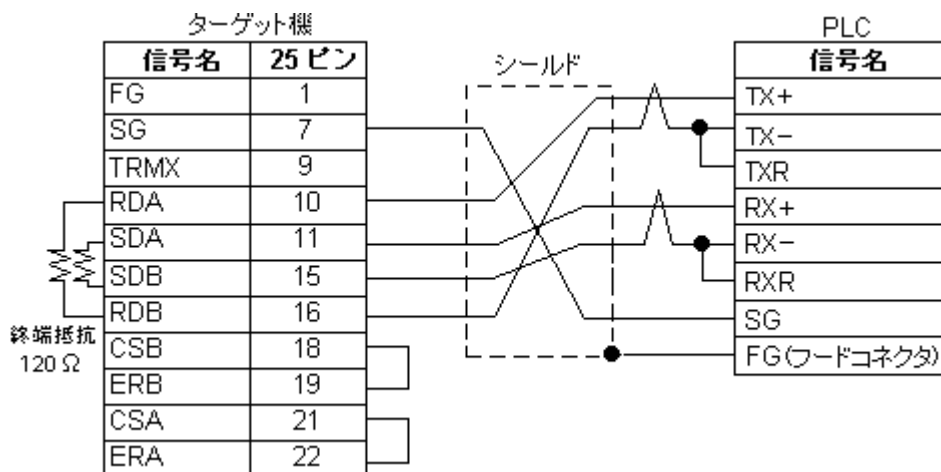 ターゲット機
信号名 25 ピン
FG 1
SG 7
TRMX 9
RDA 10
SDA 11
SDB 15
RDB 16
CSB 18
ERB 19
CSA 21
ERA 22
終端抵抗
120 Ω
シールド
PLC
信号名
TX+
TX−
TXR
RX+
RX−
RXR
SG
FG(フードコネクタ)